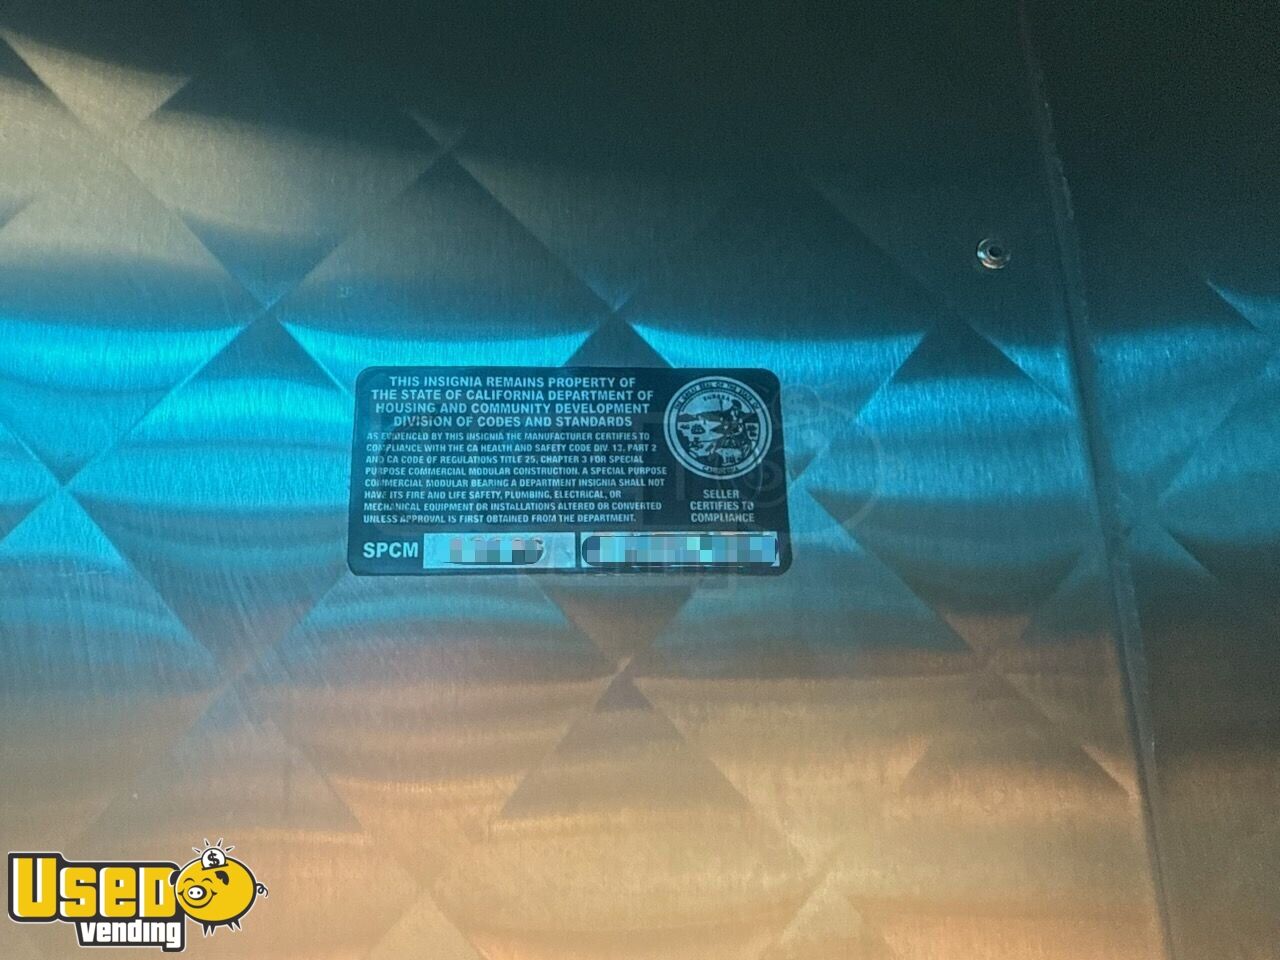 THIS INSIGNIA REMAINS PROPERTY OF
THE STATE OF CALIFORNIA DEPARTMENT OF
HOUSING AND COMMUNITY DEVELOPMENT
DIVISION OF CODES AND STANDARDS
AS EVIDENCED BY THIS INSIGNIA THE MANUFACTURER CERTIFIES TO
COMPLIANCE WITH THE CA HEALTH AND SAFETY CODE DIV. 13, PART 2
AND CA CODE OF REGULATIONS TITLE 25, CHAPTER 3 FOR SPECIAL
PURPOSE COMMERCIAL MODULAR CONSTRUCTION. A SPECIAL PURPOSE
COMMERCIAL MODULAR BEARING A DEPARTMENT INSIGNIA SHALL NOT
HAVE ITS FIRE AND LIFE SAFETY, PLUMBING, ELECTRICAL, OR
MECHANICAL EQUIPMENT OR INSTALLATIONS ALTERED OR CONVERTED
UNLESS APPROVAL IS FIRST OBTAINED FROM THE DEPARTMENT.
EUREKA
CALIFORNIA
SELLER
CERTIFIES TO
COMPLIANCE
SPCM
USED
vending